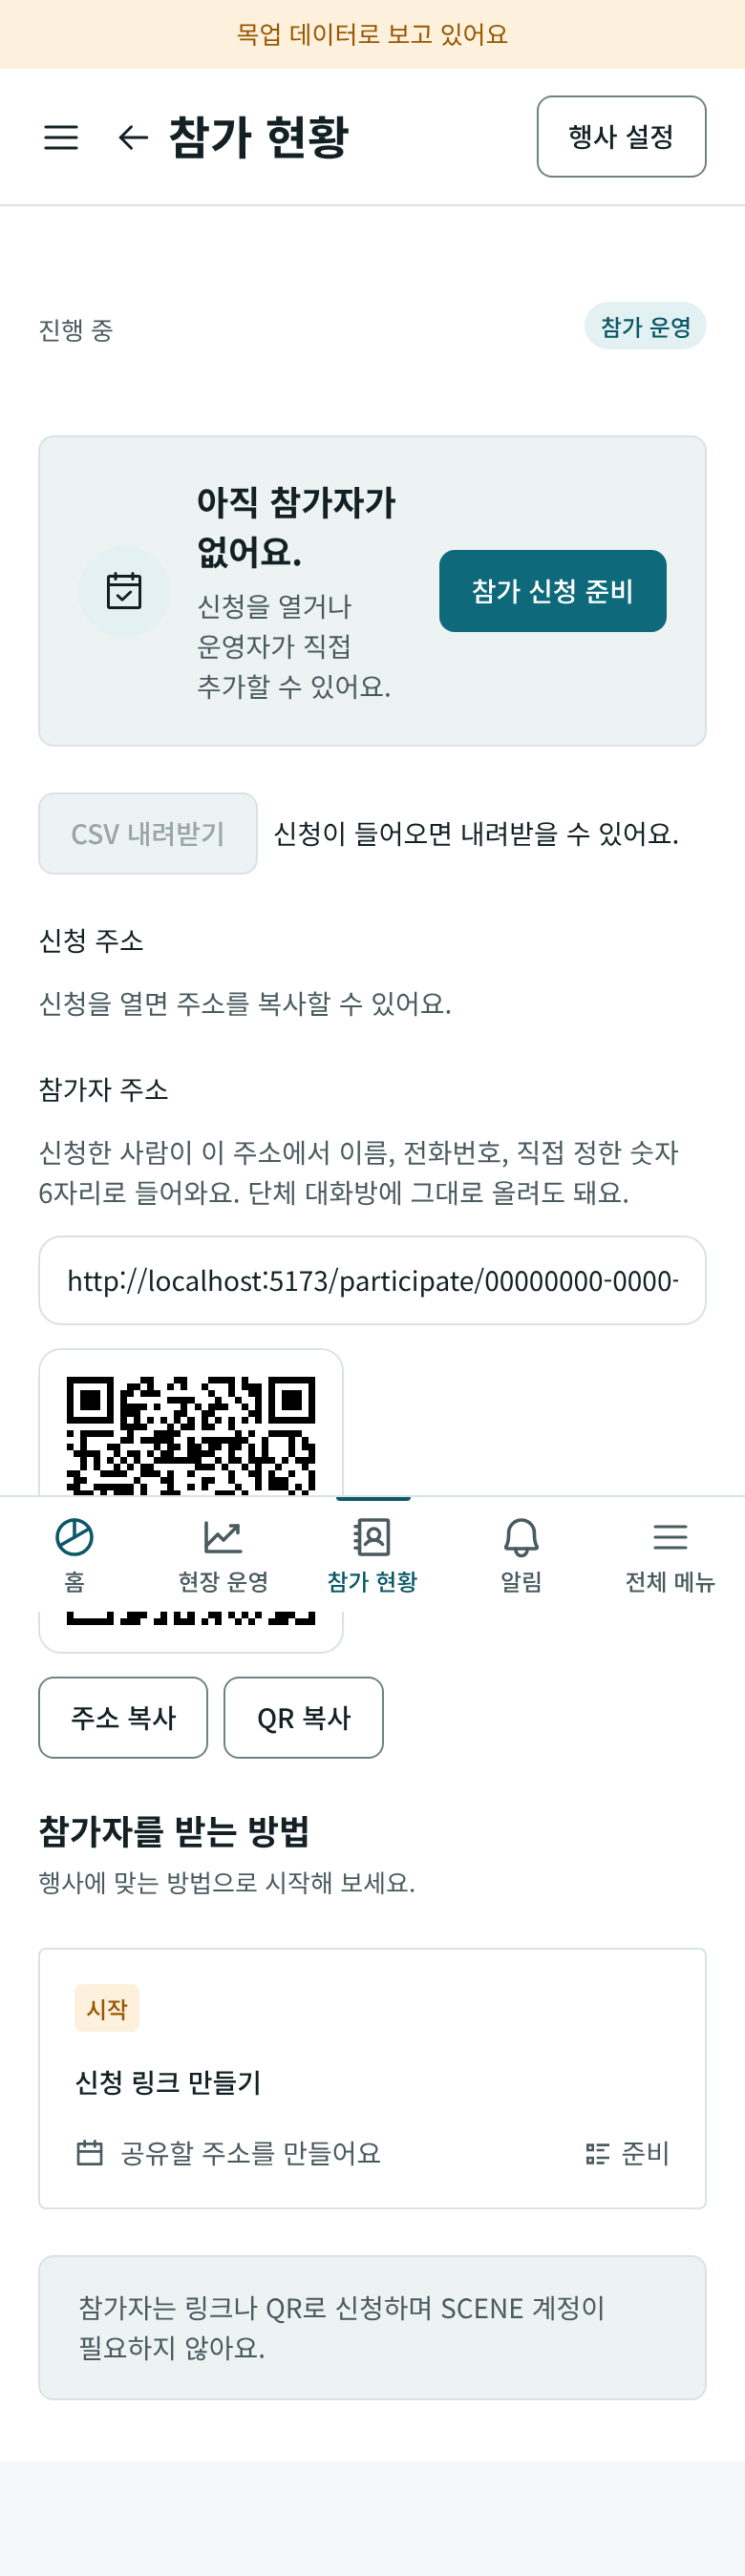 목업 데이터로 보고 있어요
참가 현황
행사 설정
진행 중
참가 운영
아직 참가자가
없어요.
신청을 열거나
운영자가 직접
추가할 수 있어요.
참가 신청 준비
CSV 내려받기
신청이 들어오면 내려받을 수 있어요.
신청 주소
신청을 열면 주소를 복사할 수 있어요.
참가자 주소
신청한 사람이 이 주소에서 이름, 전화번호, 직접 정한 숫자
6자리로 들어와요. 단체 대화방에 그대로 올려도 돼요.
http://localhost:5173/participate/00000000-0000-
홈
현장 운영
참가 현황
알림
전체 메뉴
주소 복사
QR 복사
참가자를 받는 방법
행사에 맞는 방법으로 시작해 보세요.
시작
신청 링크 만들기
공유할 주소를 만들어요
준비
참가자는 링크나 QR로 신청하며 SCENE 계정이
필요하지 않아요.